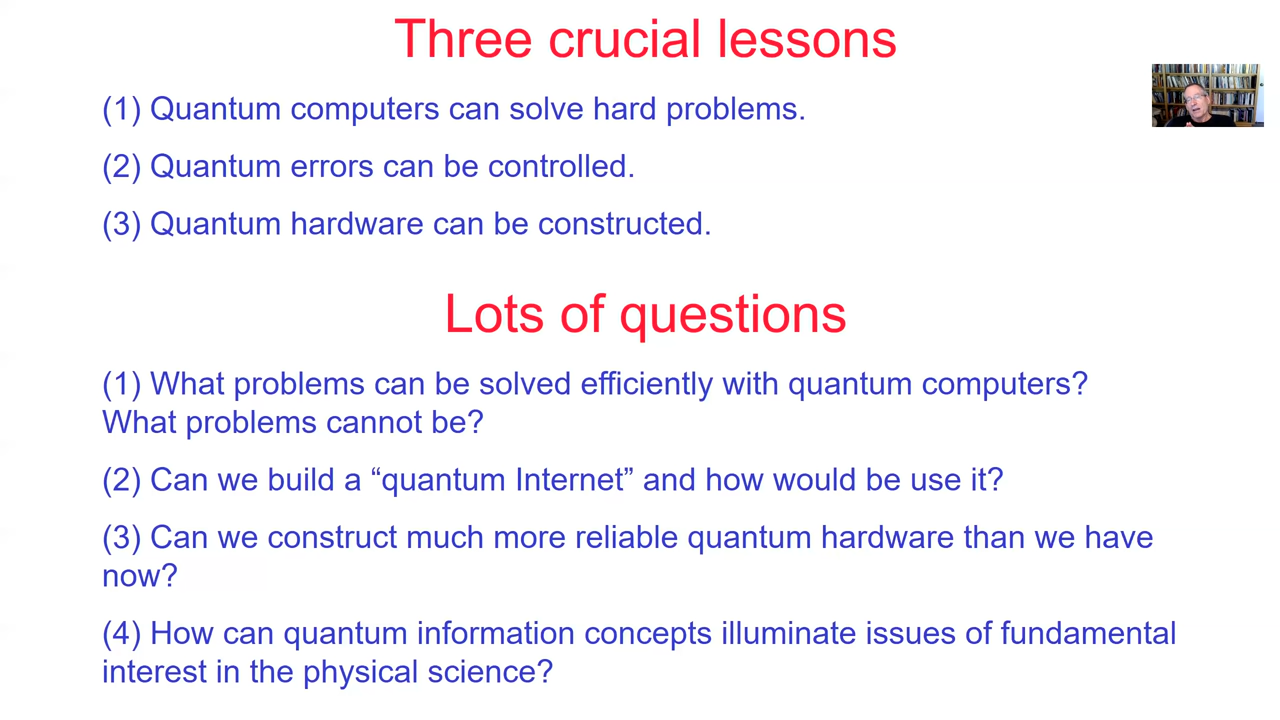 Three crucial lessons
(1) Quantum computers can solve hard problems.
(2) Quantum errors can be controlled.
(3) Quantum hardware can be constructed.
Lots of questions
(1) What problems can be solved efficiently with quantum computers?
What problems cannot be?
(2) Can we build a “quantum Internet” and how would be use it?
(3) Can we construct much more reliable quantum hardware than we have
now?
(4) How can quantum information concepts illuminate issues of fundamental
interest in the physical science?